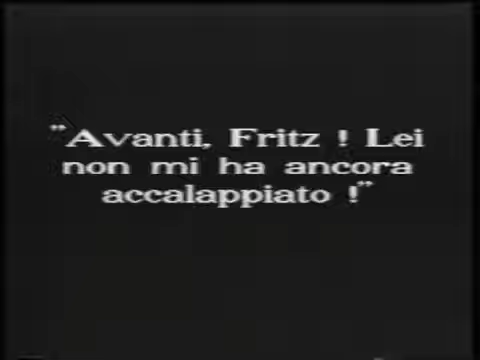 "Avanti, Fritz ! Lei
non mi ha ancora
accalappiato !"